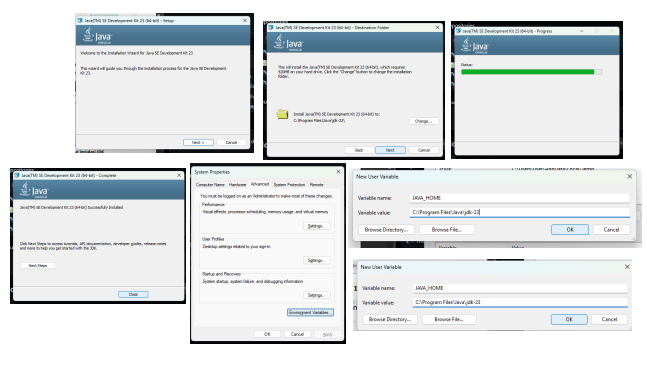 Java(TM) SE Development Kit 23 (64-bit) - Setup
Java
ORACLE
Welcome to the Installation Wizard for Java SE Development Kit 23
This wizard will guide you through the installation process for the Java SE Development
Kit 23.
Next >
Cancel
Java(TM) SE Development Kit 23 (64-bit) - Destination Folder
Java
ORACLE
This will install the Java(TM) SE Development Kit 23 (64-bit), which requires
420MB on your hard drive. Click the "Change" button to change the installation
folder.
Install Java(TM) SE Development Kit 23 (64-bit) to:
C:\Program Files\Java\jdk-23\
Change...
Back
Next
Cancel
Java(TM) SE Development Kit 23 (64-bit) - Progress
Java
ORACLE
Status:
Java(TM) SE Development Kit 23 (64-bit) - Complete
Java
ORACLE
Java(TM) SE Development Kit 23 (64-bit) Successfully Installed
Click Next Steps to access tutorials, API documentation, developer guides, release notes
and more to help you get started with the JDK.
Next Steps
Close
System Properties
Computer Name Hardware Advanced System Protection Remote
You must be logged on as an Administrator to make most of these changes.
Performance
Visual effects, processor scheduling, memory usage, and virtual memory
Settings...
User Profiles
Desktop settings related to your sign-in
Settings...
Startup and Recovery
System startup, system failure, and debugging information
Settings...
Environment Variables...
OK
Cancel
Apply
New User Variable
Variable name:
JAVA_HOME
Variable value:
C:\Program Files\Java\jdk-23
Browse Directory...
Browse File...
OK
Cancel
Variable
Value
New User Variable
Variable name:
JAVA_HOME
Variable value:
C:\Program Files\Java\jdk-23
Browse Directory...
Browse File...
OK
Cancel